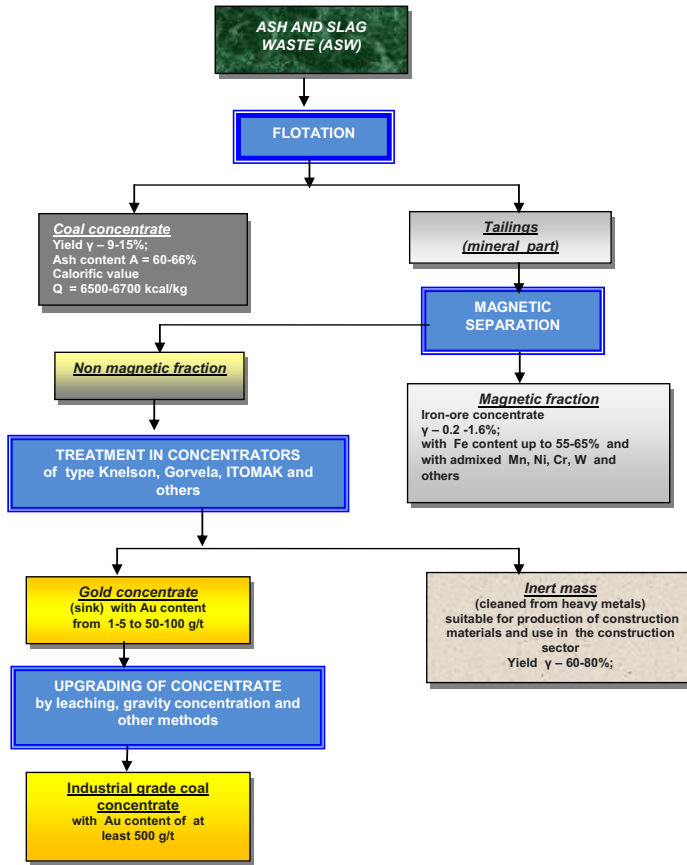 ASH AND SLAG
WASTE (ASW)
FLOTATION
Coal concentrate
Yield γ – 9-15%;
Ash content A = 60-66%
Calorific value
Q = 6500-6700 kcal/kg
Tailings
(mineral part)
MAGNETIC
SEPARATION
Non magnetic fraction
Magnetic fraction
Iron-ore concentrate
γ – 0.2 -1.6%;
with Fe content up to 55-65% and
with admixed Mn, Ni, Cr, W and
others
TREATMENT IN CONCENTRATORS
of type Knelson, Gorvela, ITOMAK and
others
Gold concentrate
(sink) with Au content
from 1-5 to 50-100 g/t
Inert mass
(cleaned from heavy metals)
suitable for production of construction
materials and use in the construction
sector
Yield γ – 60-80%;
UPGRADING OF CONCENTRATE
by leaching, gravity concentration and
other methods
Industrial grade coal
concentrate
with Au content of at
least 500 g/t